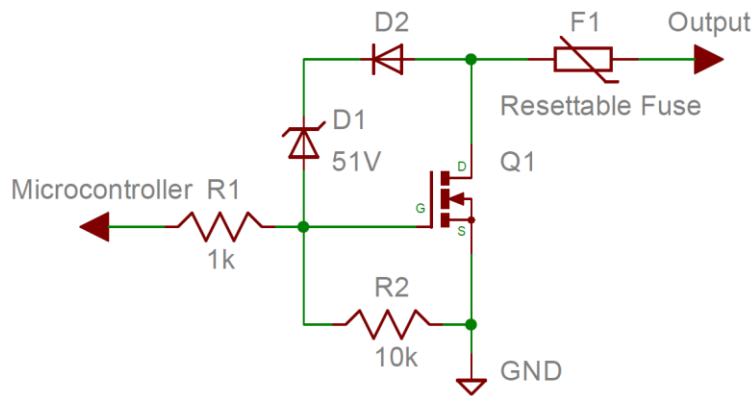 D2
F1
Output
D1
51V
Resettable Fuse
D
Q1
Microcontroller
R1
G
S
1k
R2
10k
GND